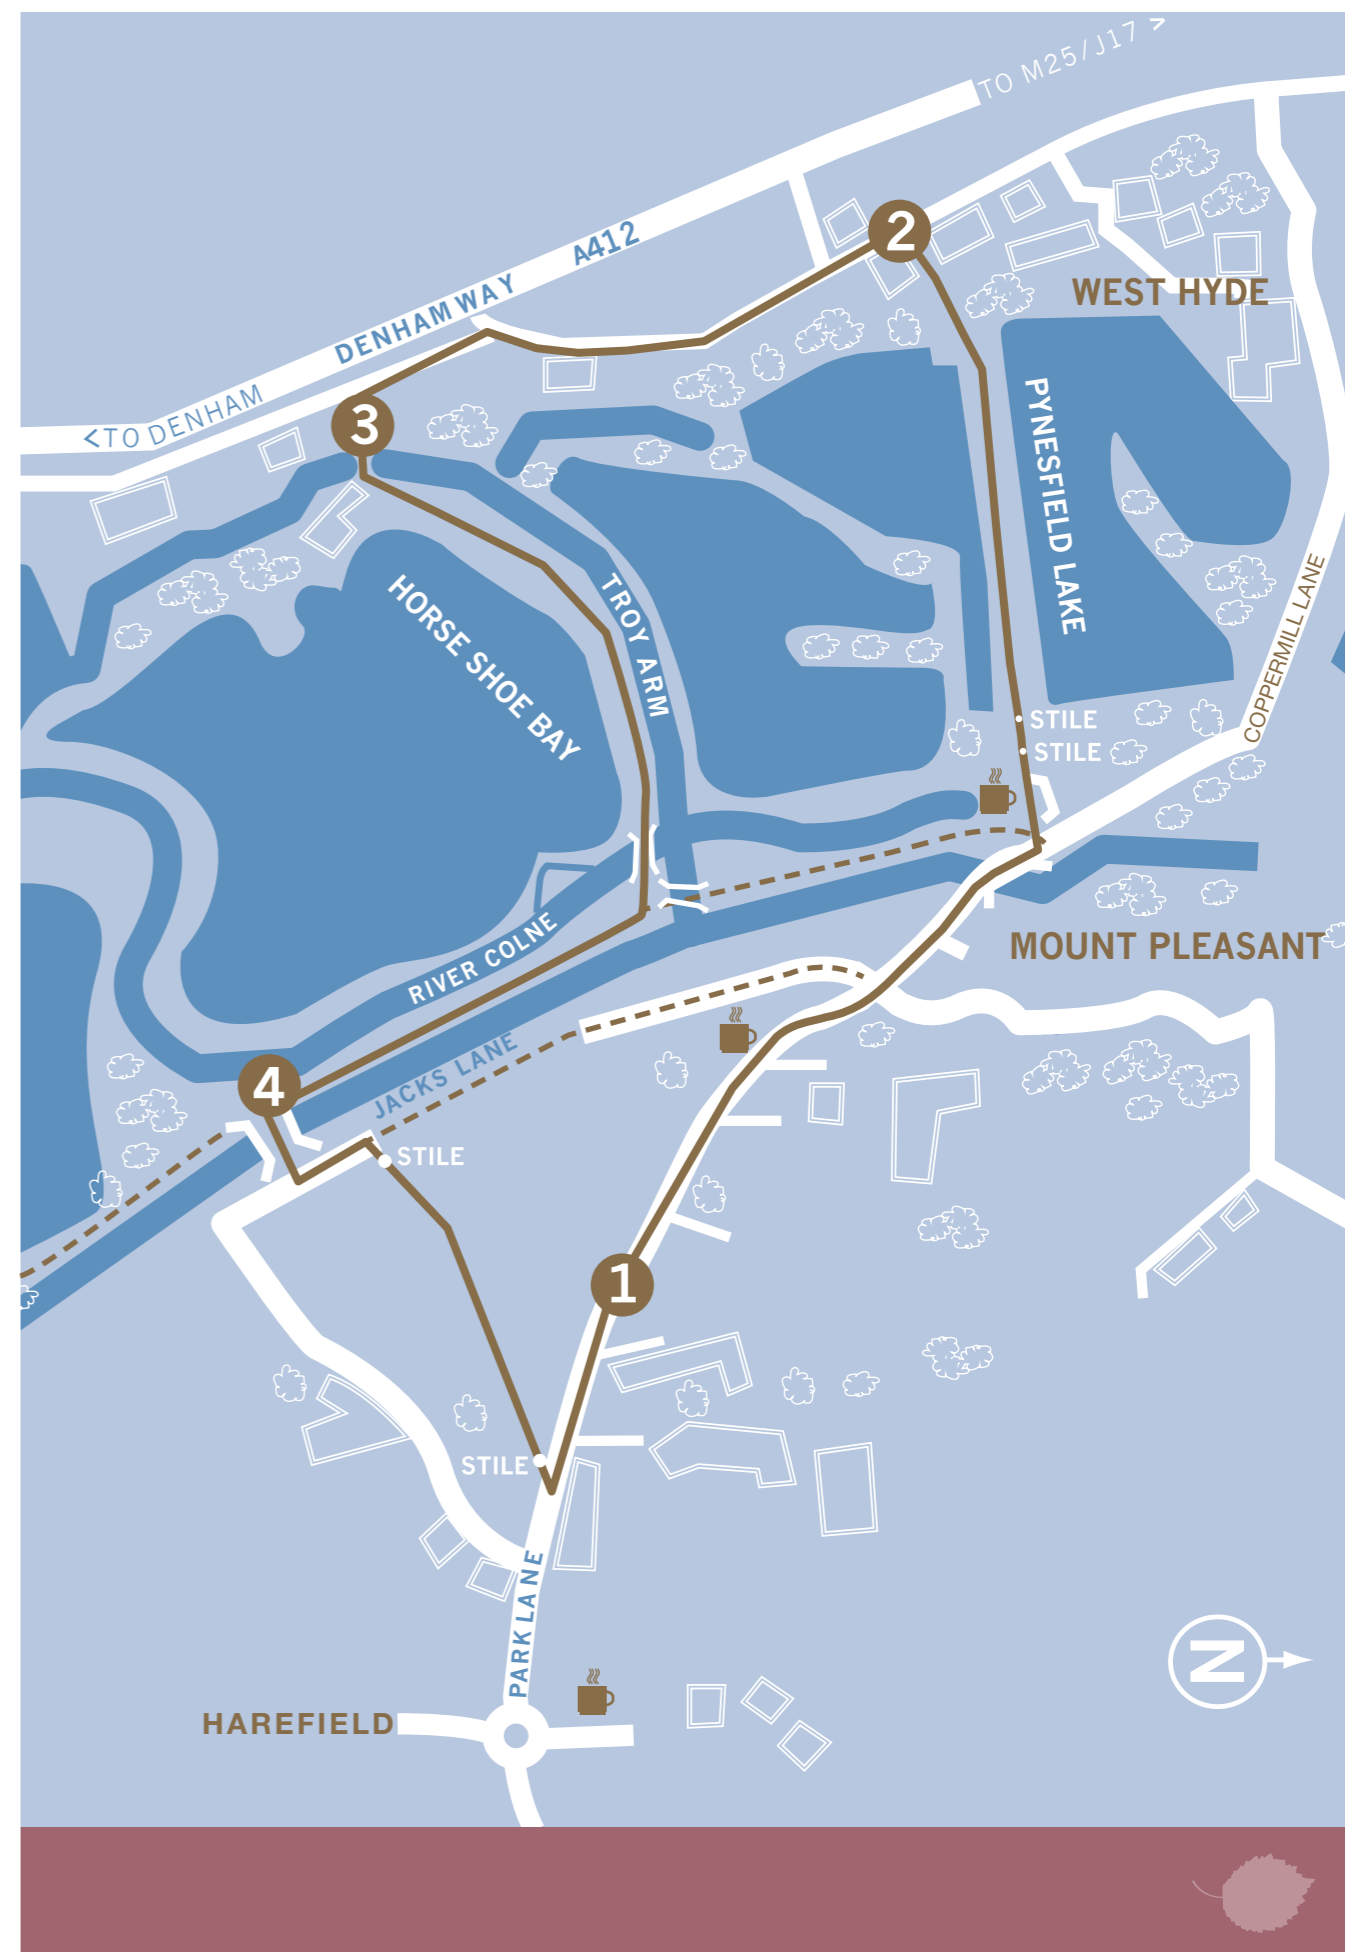 TO M25/J17 >
A412
DENHAM WAY
<TO DENHAM
2
WEST HYDE
3
PYNESFIELD LAKE
HORSE SHOE BAY
TROY ARM
COPPERMILL LANE
STILE
STILE
RIVER COLNE
MOUNT PLEASANT
JACKS LANE
4
STILE
1
STILE
PARK LANE
N
HAREFIELD